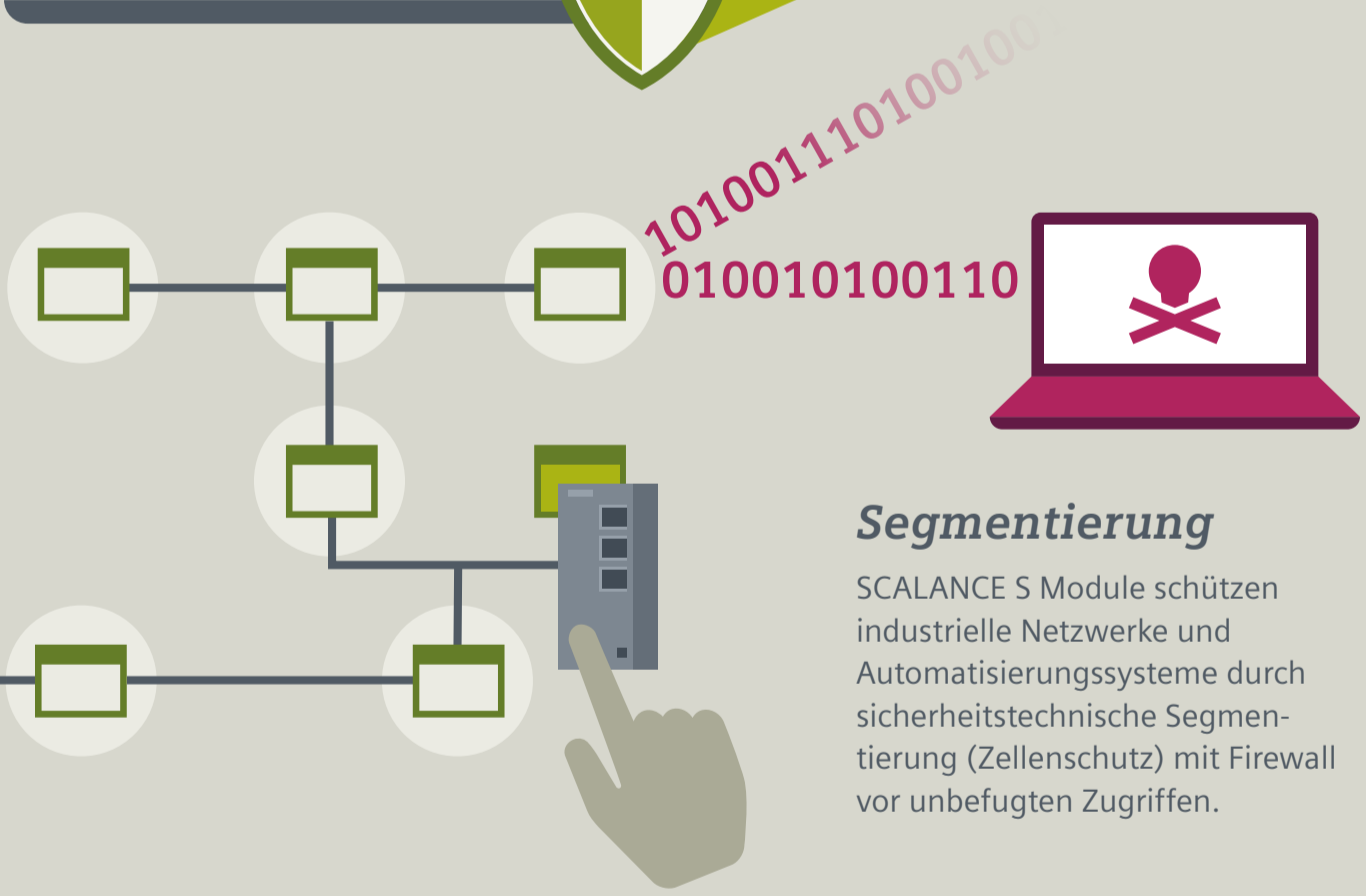 101001110100100
010010100110
Segmentierung
SCALANCE S Module schützen
industrielle Netzwerke und
Automatisierungssysteme durch
sicherheitstechnische Segmen-
tierung (Zellenschutz) mit Firewall
vor unbefugten Zugriffen.